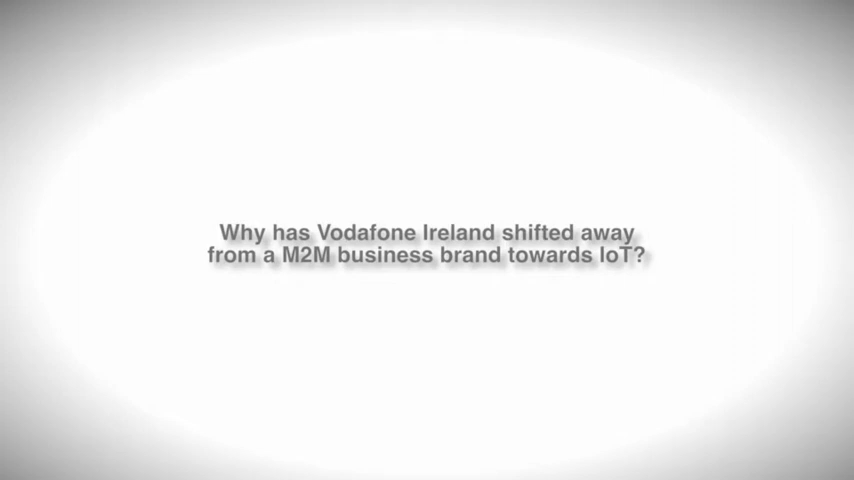 Why has Vodafone Ireland shifted away
from a M2M business brand towards IoT?